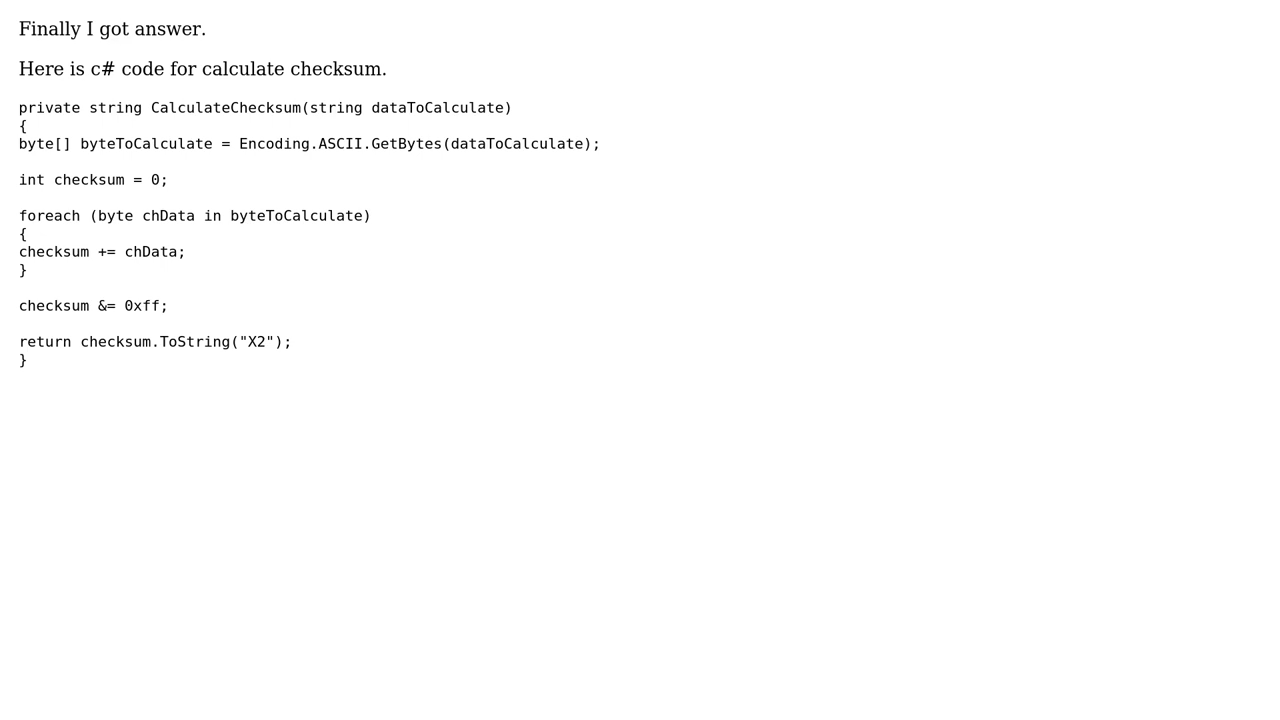 Finally I got answer.
Here is c# code for calculate checksum.
private string CalculateChecksum(string dataToCalculate)
{
byte[] byteToCalculate = Encoding.ASCII.GetBytes(dataToCalculate);
int checksum = 0;
foreach (byte chData in byteToCalculate)
{
checksum += chData;
}
checksum &= 0xff;
return checksum.ToString("X2");
}